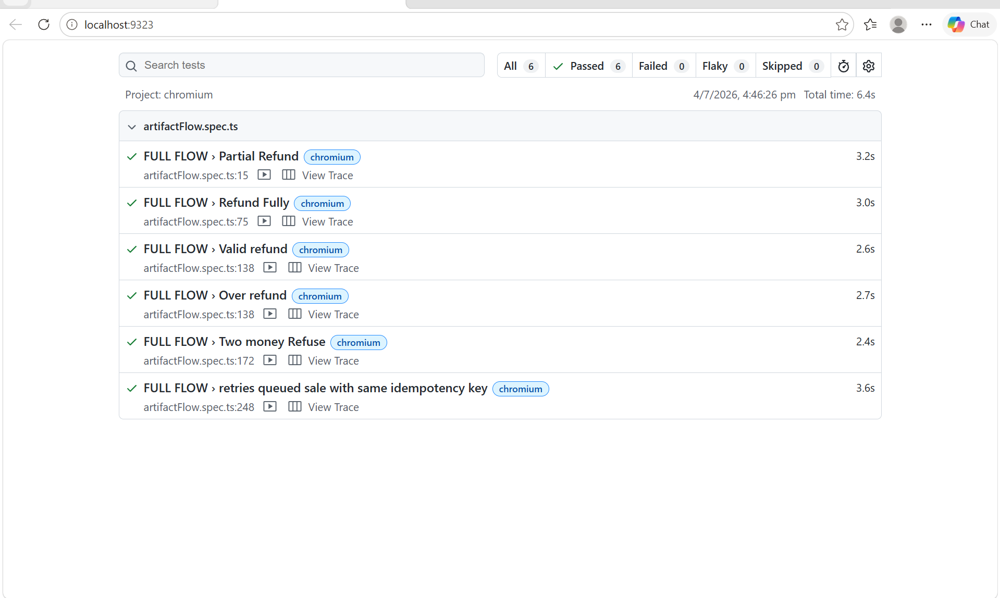 localhost:9323
Chat
Search tests
All 6 Passed 6 Failed 0 Flaky 0 Skipped 0
Project: chromium
4/7/2026, 4:46:26 pm Total time: 6.4s
artifactFlow.spec.ts
FULL FLOW › Partial Refund chromium 3.2s
artifactFlow.spec.ts:15 View Trace
FULL FLOW › Refund Fully chromium 3.0s
artifactFlow.spec.ts:75 View Trace
FULL FLOW › Valid refund chromium 2.6s
artifactFlow.spec.ts:138 View Trace
FULL FLOW › Over refund chromium 2.7s
artifactFlow.spec.ts:138 View Trace
FULL FLOW › Two money Refuse chromium 2.4s
artifactFlow.spec.ts:172 View Trace
FULL FLOW › retries queued sale with same idempotency key chromium 3.6s
artifactFlow.spec.ts:248 View Trace